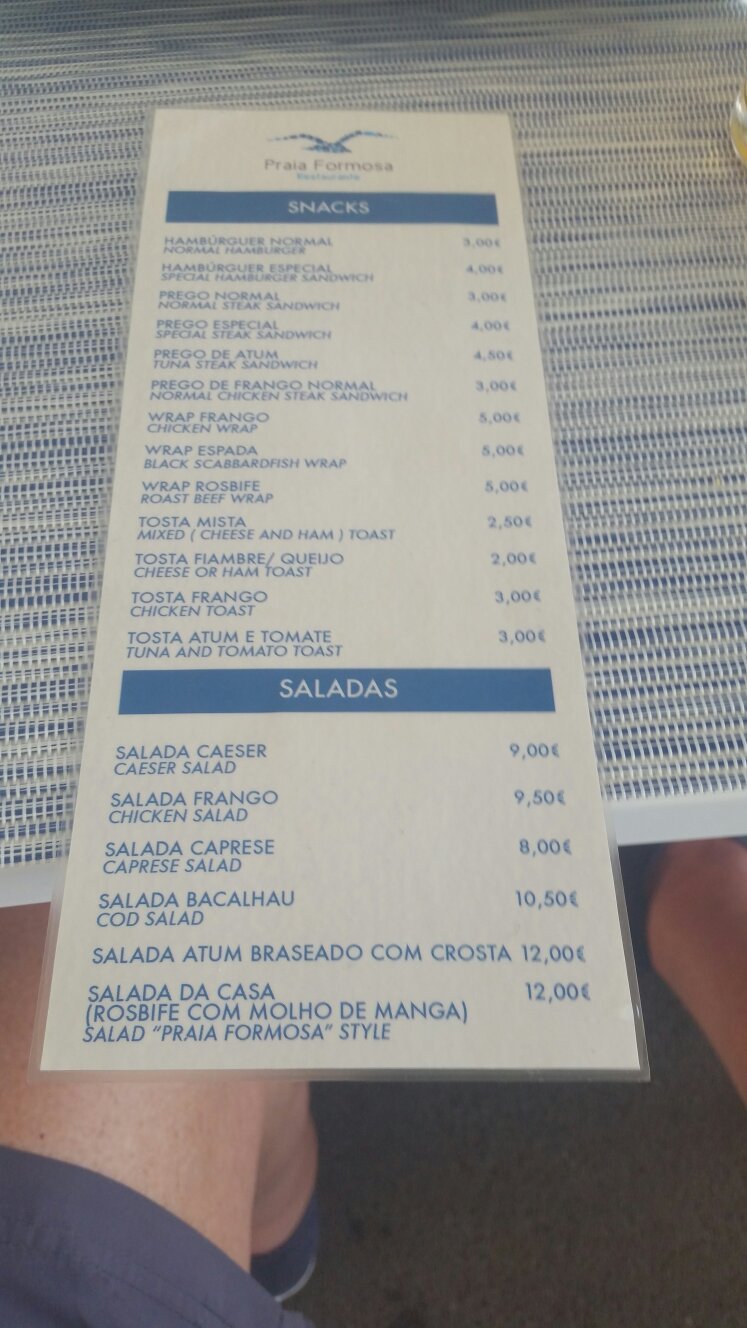 Praia Formosa
Restaurante
SNACKS
HAMBÚRGUER NORMAL 3,00€
NORMAL HAMBURGER
HAMBÚRGUER ESPECIAL 4,00€
SPECIAL HAMBURGER SANDWICH
PREGO NORMAL 3,00€
NORMAL STEAK SANDWICH
PREGO ESPECIAL 4,00€
SPECIAL STEAK SANDWICH
PREGO DE ATUM 4,50€
TUNA STEAK SANDWICH
PREGO DE FRANGO NORMAL 3,00€
NORMAL CHICKEN STEAK SANDWICH
WRAP FRANGO 5,00€
CHICKEN WRAP
WRAP ESPADA 5,00€
BLACK SCABBARDFISH WRAP
WRAP ROSBIFE 5,00€
ROAST BEEF WRAP
TOSTA MISTA 2,50€
MIXED ( CHEESE AND HAM ) TOAST
TOSTA FIAMBRE/ QUEIJO 2,00€
CHEESE OR HAM TOAST
TOSTA FRANGO 3,00€
CHICKEN TOAST
TOSTA ATUM E TOMATE 3,00€
TUNA AND TOMATO TOAST
SALADAS
SALADA CAESER 9,00€
CAESER SALAD
SALADA FRANGO 9,50€
CHICKEN SALAD
SALADA CAPRESE 8,00€
CAPRESE SALAD
SALADA BACALHAU 10,50€
COD SALAD
SALADA ATUM BRASEADO COM CROSTA 12,00€
SALADA DA CASA 12,00€
(ROSBIFE COM MOLHO DE MANGA)
SALAD "PRAIA FORMOSA" STYLE